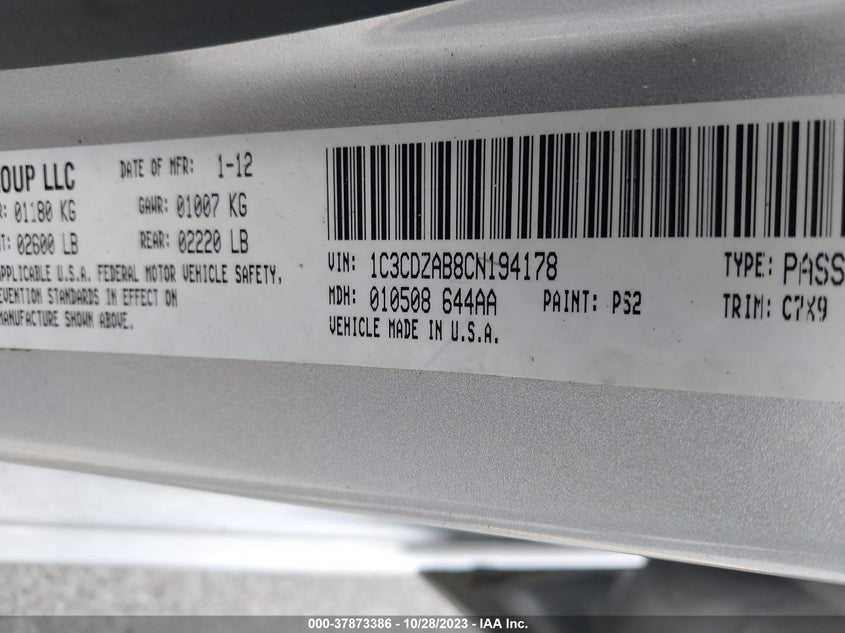 OUP LLC DATE OF MFR: 1-12
R: 01180 KG GAWR: 01007 KG
T: 02600 LB REAR: 02220 LB
APPLICABLE U.S.A. FEDERAL MOTOR VEHICLE SAFETY,
EVENTION STANDARDS IN EFFECT ON
MANUFACTURE SHOWN ABOVE.
VIN: 1C3CDZAB8CN194178 TYPE: PASS
MDH: 010508 644AA PAINT: PS2 TRIM: C7X9
VEHICLE MADE IN U.S.A.
000-37873386 | 10/28/2023 - IAA Inc.